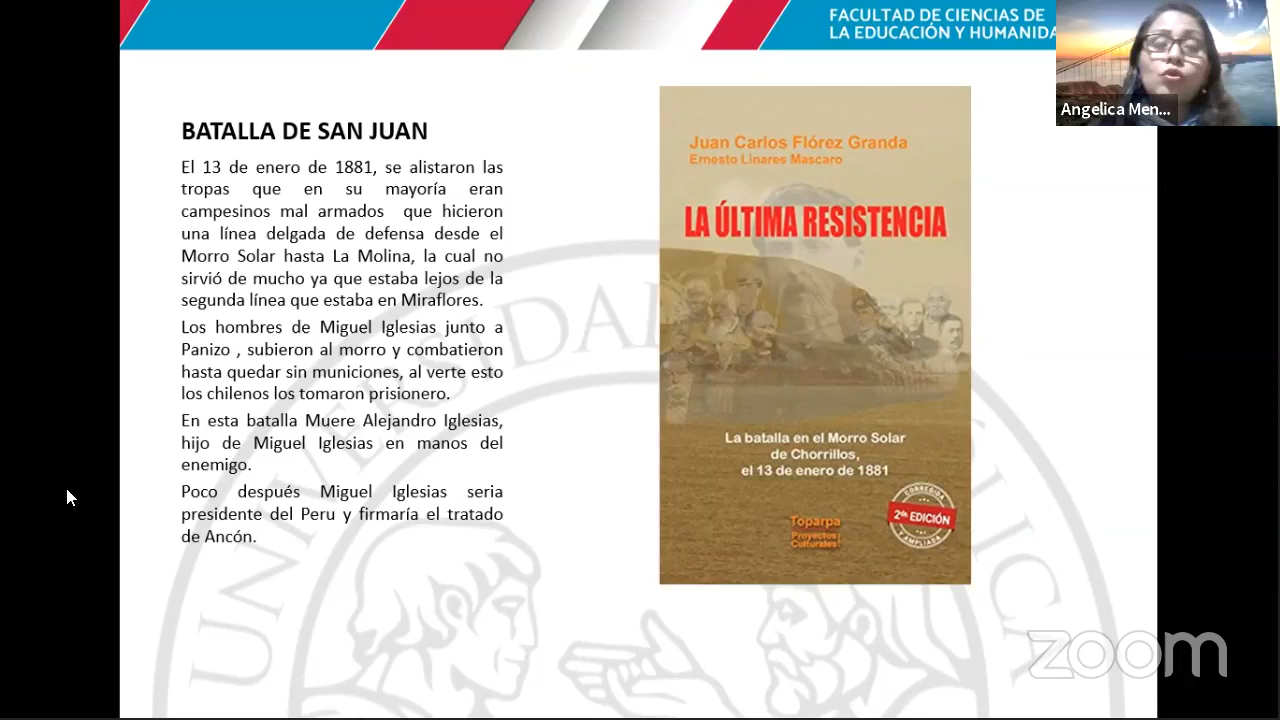 FACULTAD DE CIENCIAS DE
LA EDUCACIÓN Y HUMANIDA
Angelica Men...
BATALLA DE SAN JUAN
El 13 de enero de 1881, se alistaron las
tropas que en su mayoría eran
campesinos mal armados que hicieron
una línea delgada de defensa desde el
Morro Solar hasta La Molina, la cual no
sirvió de mucho ya que estaba lejos de la
segunda línea que estaba en Miraflores.
Los hombres de Miguel Iglesias junto a
Panizo , subieron al morro y combatieron
hasta quedar sin municiones, al verte esto
los chilenos los tomaron prisionero.
En esta batalla Muere Alejandro Iglesias,
hijo de Miguel Iglesias en manos del
enemigo.
Poco después Miguel Iglesias seria
presidente del Peru y firmaría el tratado
de Ancón.
Juan Carlos Flórez Granda
Ernesto Linares Mascaro
LA ÚLTIMA RESISTENCIA
La batalla en el Morro Solar
de Chorrillos,
el 13 de enero de 1881
CORREGIDA
2da EDICIÓN
Y AMPLIADA
Toparpa
Proyectos
Culturales
UNIVERSIDAD
zoom